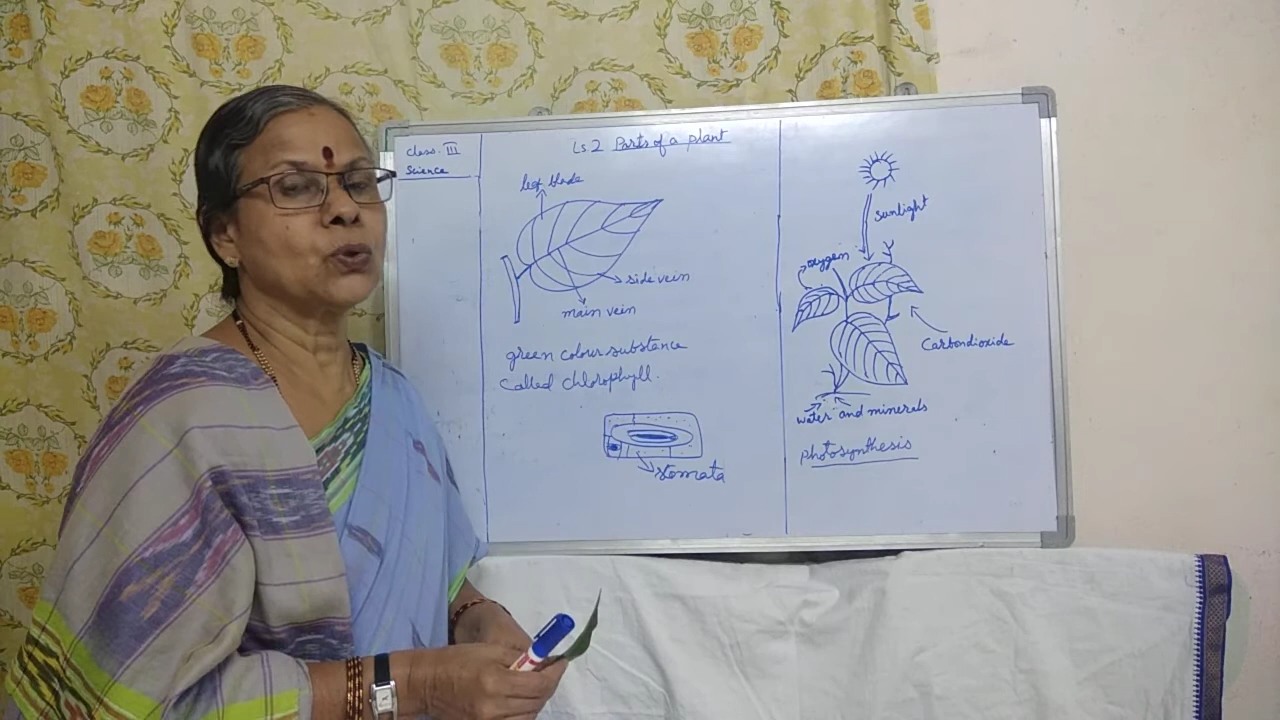 class. III
Science
Ls 2 Parts of a plant
leaf blade
side vein
main vein
green colour substance
Called chlorophyll.
stomata
sunlight
oxygen
Carbondioxide
water and minerals
photosynthesis